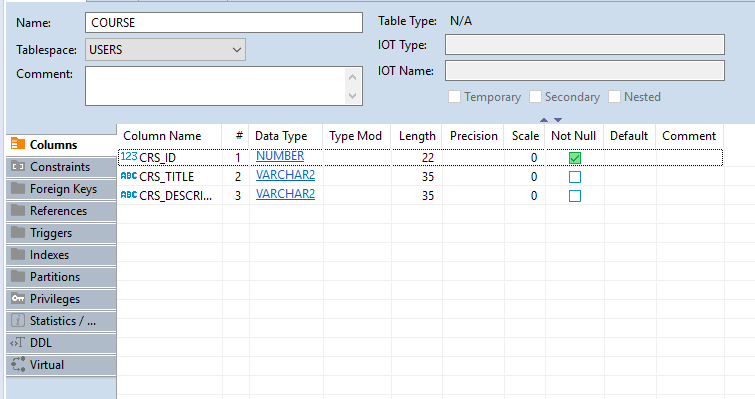 Name: COURSE
Table Type: N/A
Tablespace: USERS
IOT Type:
Comment:
IOT Name:
Temporary Secondary Nested
Columns
Constraints
Foreign Keys
References
Triggers
Indexes
Partitions
Privileges
Statistics / ...
DDL
Virtual
Column Name # Data Type Type Mod Length Precision Scale Not Null Default Comment
123 CRS_ID 1 NUMBER 22 0
ABC CRS_TITLE 2 VARCHAR2 35 0
ABC CRS_DESCRI... 3 VARCHAR2 35 0